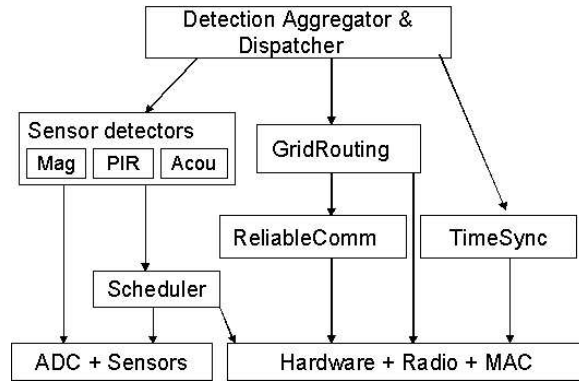 Detection Aggregator &
Dispatcher
Sensor detectors
Mag PIR Acou
GridRouting
ReliableComm
TimeSync
Scheduler
ADC + Sensors
Hardware + Radio + MAC